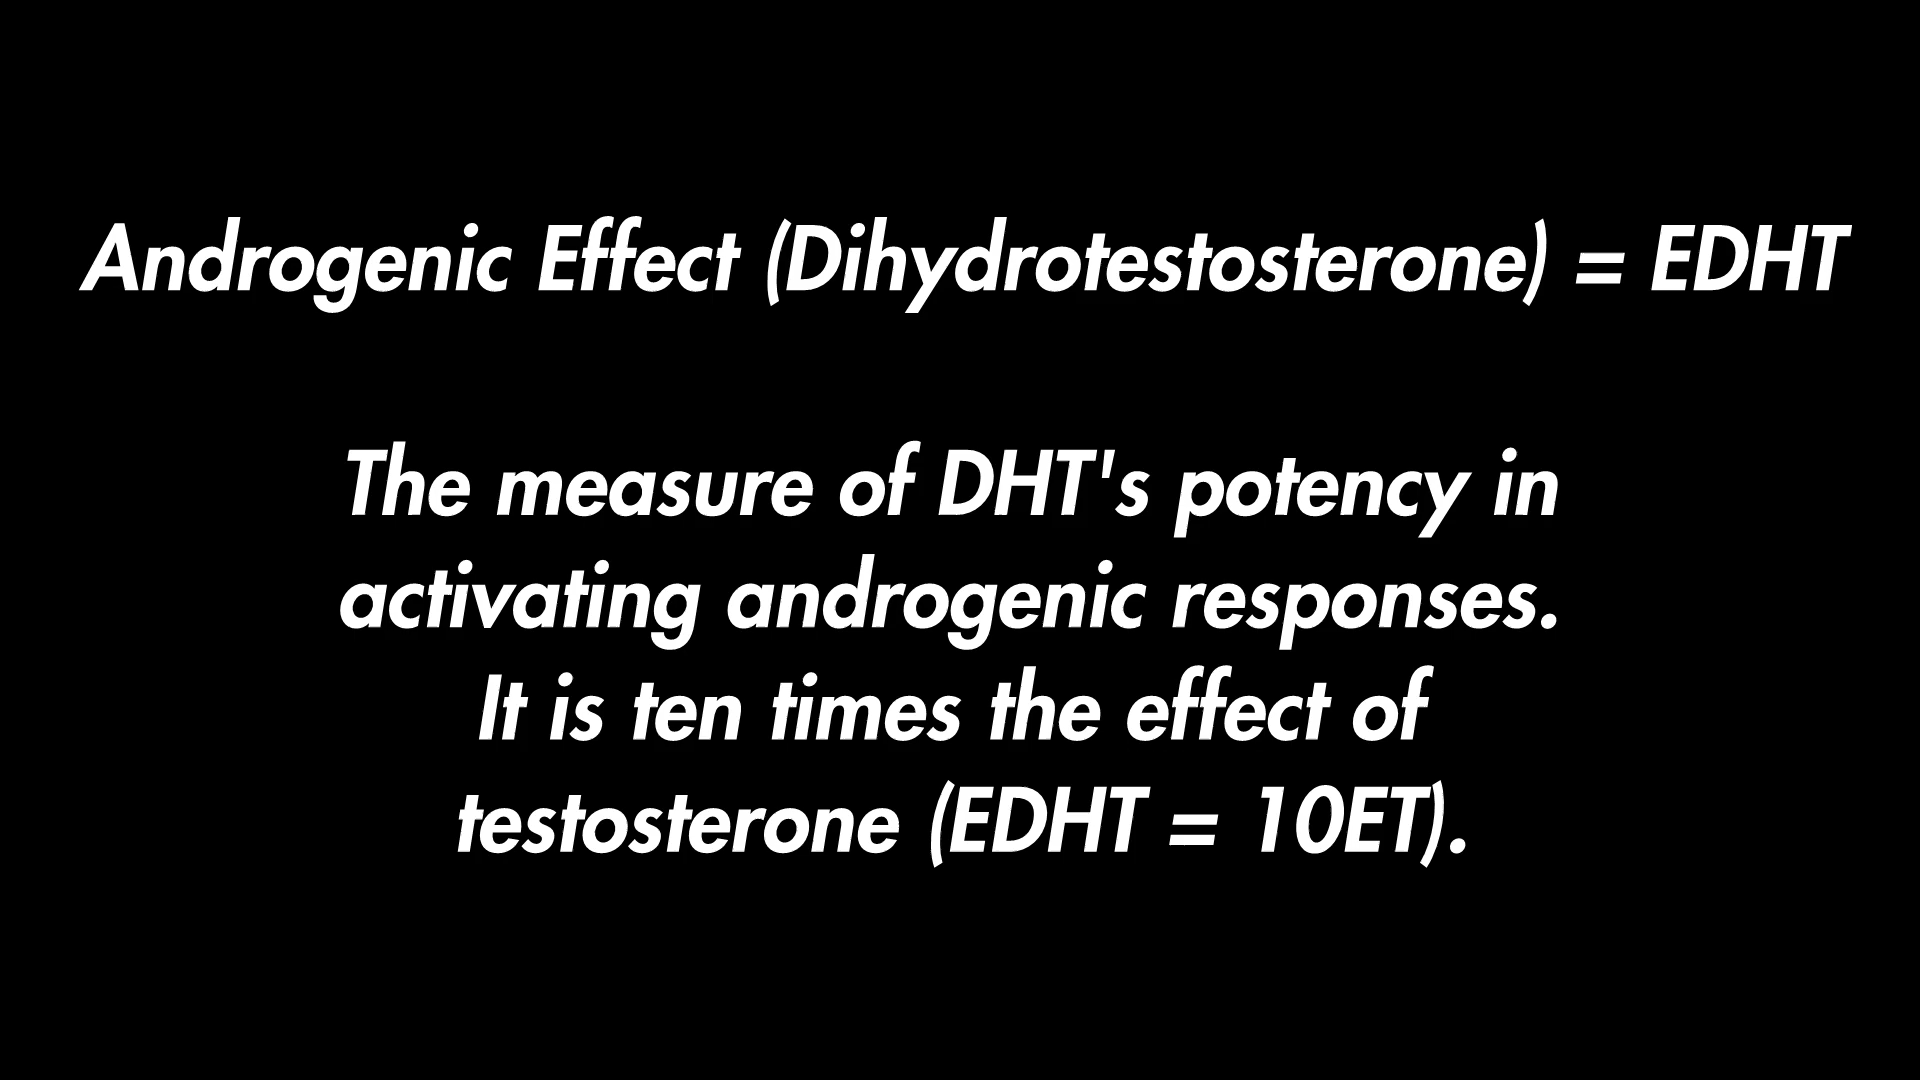 Androgenic Effect (Dihydrotestosterone) = EDHT
The measure of DHT's potency in
activating androgenic responses.
It is ten times the effect of
testosterone (EDHT = 10ET).